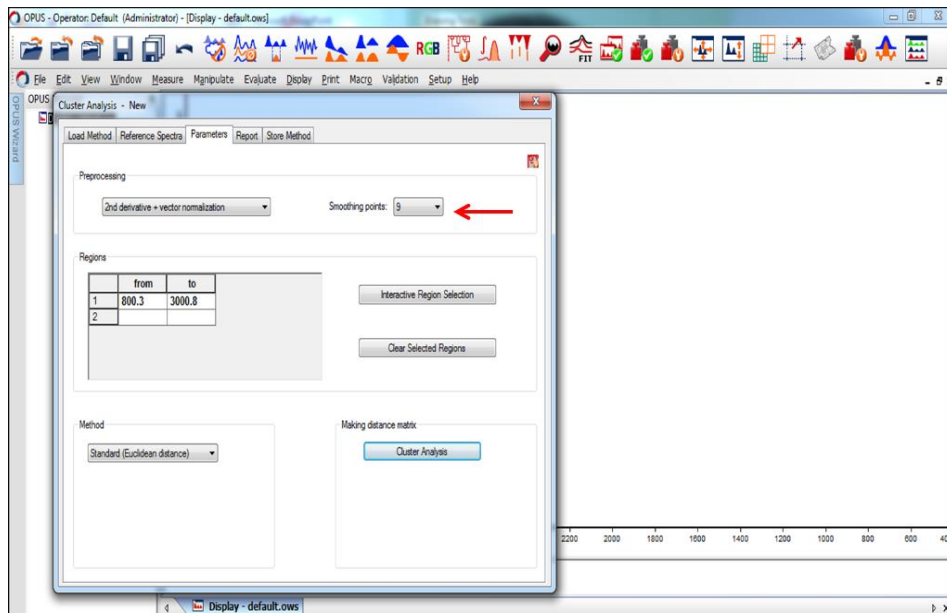 OPUS - Operator: Default (Administrator) - [Display - default.ows]
RGB
FIT
File Edit View Window Measure Manipulate Evaluate Display Print Macro Validation Setup Help
OPUS
OPUS Wizard
Cluster Analysis - New
Load Method Reference Spectra Parameters Report Store Method
Preprocessing
2nd derivative + vector normalization
Smoothing points: 9
Regions
from to
1 800.3 3000.8
2
Interactive Region Selection
Clear Selected Regions
Method
Standard (Euclidean distance)
Making distance matrix
Cluster Analysis
2200 2000 1800 1600 1400 1200 1000 800 600
Display - default.ows